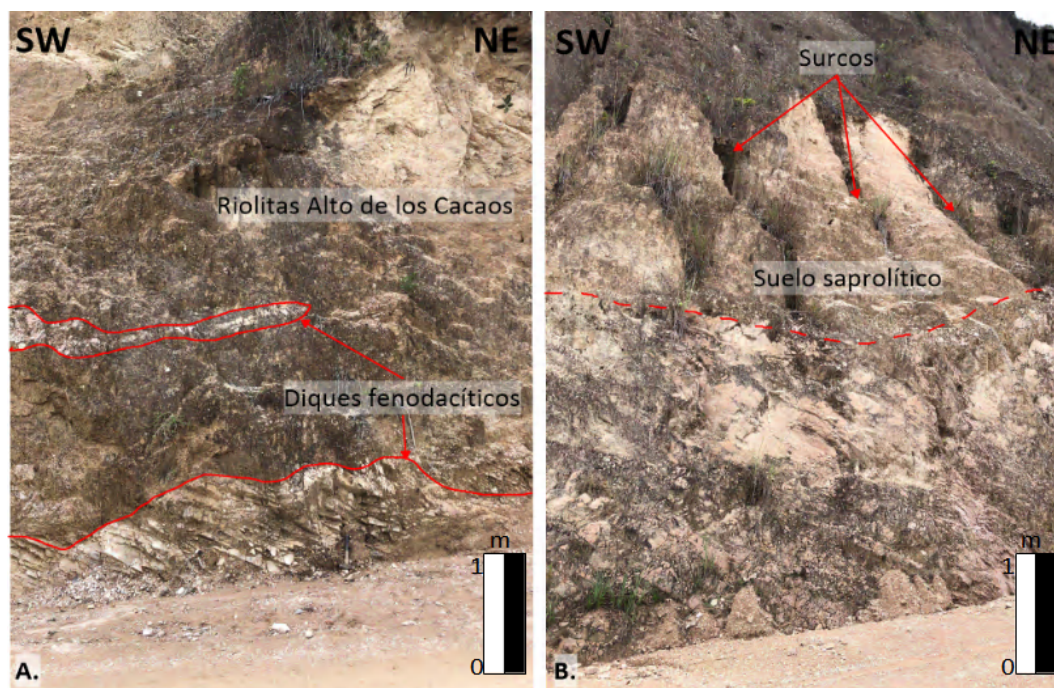 SW
NE
Riolitas Alto de los Cacaos
Diques fenodacíticos
m
1
0
A.
SW
NE
Surcos
Suelo saprolítico
m
1
0
B.